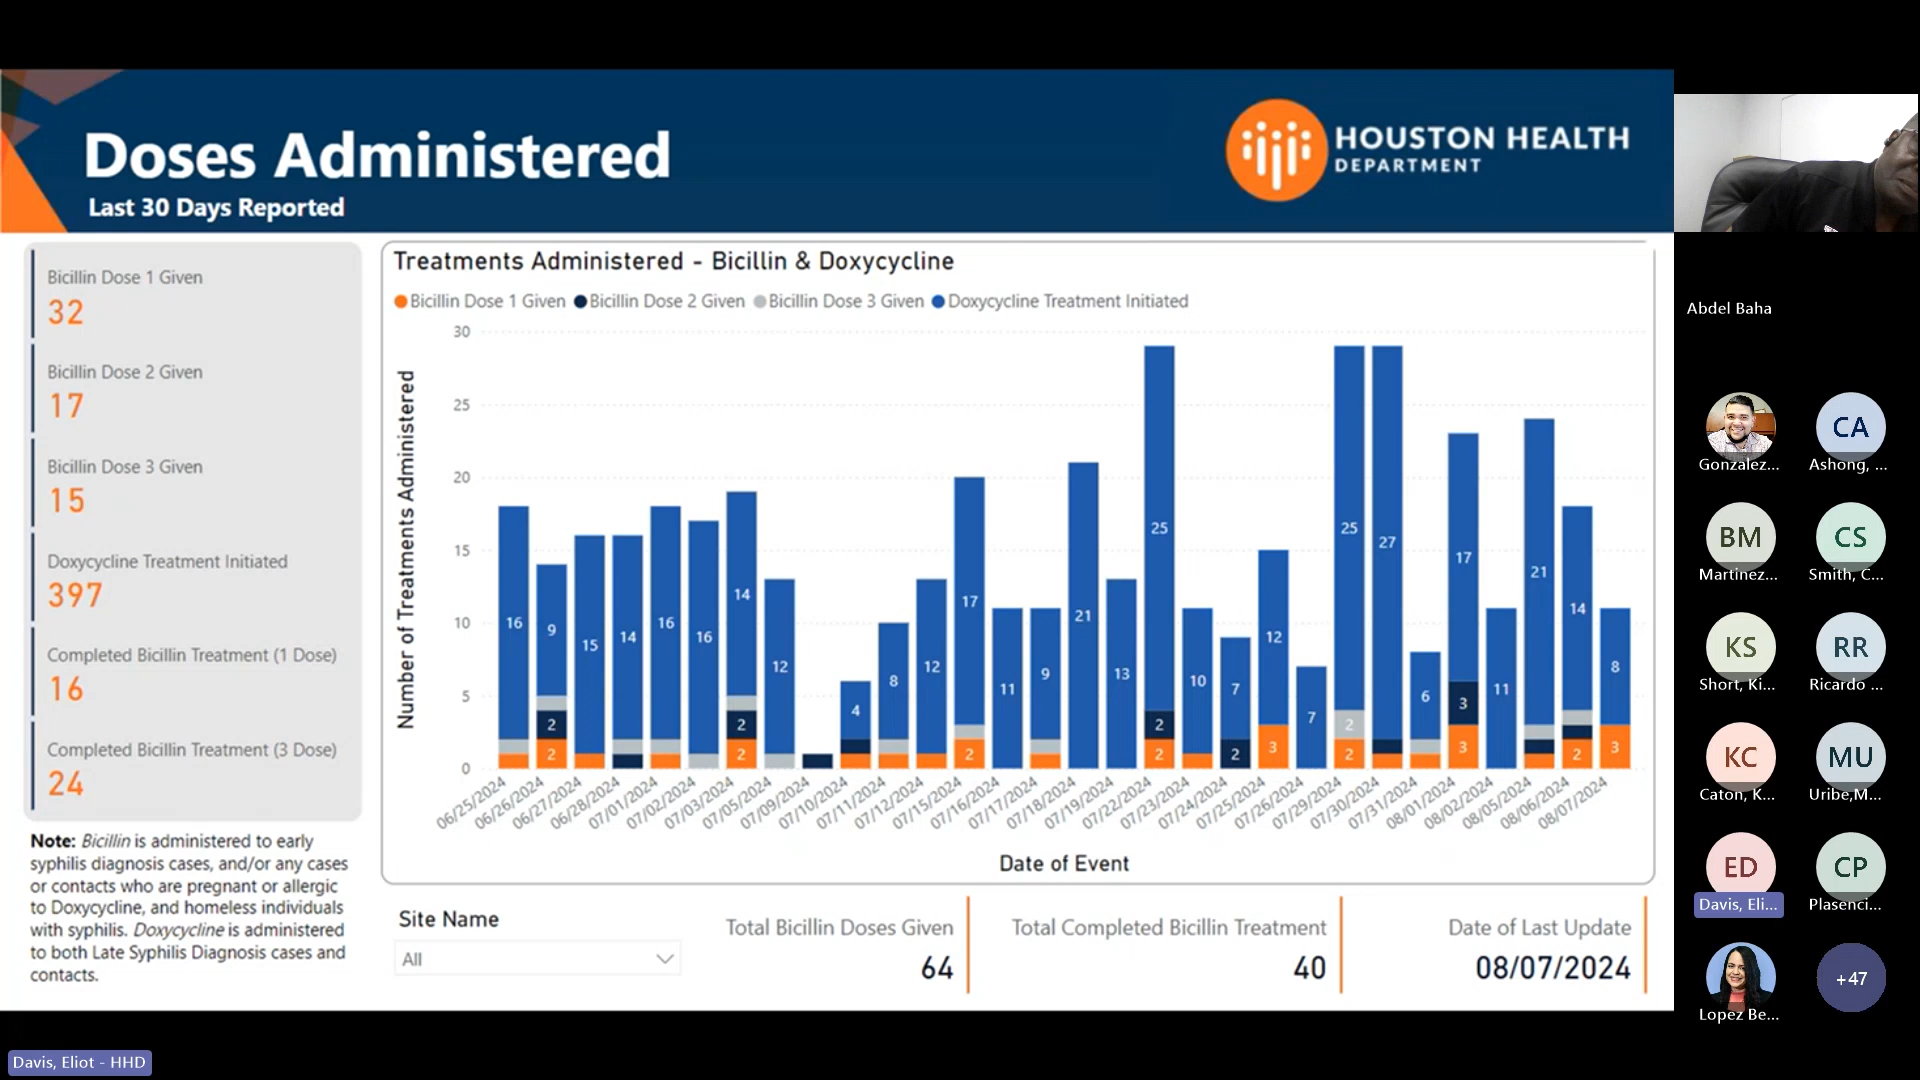 Doses Administered
Last 30 Days Reported
HOUSTON HEALTH
DEPARTMENT
Bicillin Dose 1 Given
32
Bicillin Dose 2 Given
17
Bicillin Dose 3 Given
15
Doxycycline Treatment Initiated
397
Completed Bicillin Treatment (1 Dose)
16
Completed Bicillin Treatment (3 Dose)
24
Note: Bicillin is administered to early
syphilis diagnosis cases, and/or any cases
or contacts who are pregnant or allergic
to Doxycycline, and homeless individuals
with syphilis. Doxycycline is administered
to both Late Syphilis Diagnosis cases and
contacts.
Treatments Administered - Bicillin & Doxycycline
Bicillin Dose 1 Given Bicillin Dose 2 Given Bicillin Dose 3 Given Doxycycline Treatment Initiated
Number of Treatments Administered
30
25
20
15
10
5
0
16 9 15 14 16 16 14 12 4 8 12 17 11 9 21 13 25 10 7 12 7 25 27 6 17 11 21 14 8
2 2 2 2 2 3
2 2 2 2 3 2 3 2 3
06/25/2024 06/26/2024 06/27/2024 06/28/2024 07/01/2024 07/02/2024 07/03/2024 07/05/2024 07/09/2024 07/10/2024 07/11/2024 07/12/2024 07/15/2024 07/16/2024 07/17/2024 07/18/2024 07/19/2024 07/22/2024 07/23/2024 07/24/2024 07/25/2024 07/26/2024 07/29/2024 07/30/2024 07/31/2024 08/01/2024 08/02/2024 08/05/2024 08/06/2024 08/07/2024
Date of Event
Site Name
All
Total Bicillin Doses Given
64
Total Completed Bicillin Treatment
40
Date of Last Update
08/07/2024
Abdel Baha
Gonzalez...
CA
Ashong, ...
BM
Martinez...
CS
Smith, C...
KS
Short, Ki...
RR
Ricardo ...
KC
Caton, K...
MU
Uribe,M...
ED
Davis, Eli...
CP
Plasenci...
Lopez Be...
+47
Davis, Eliot - HHD